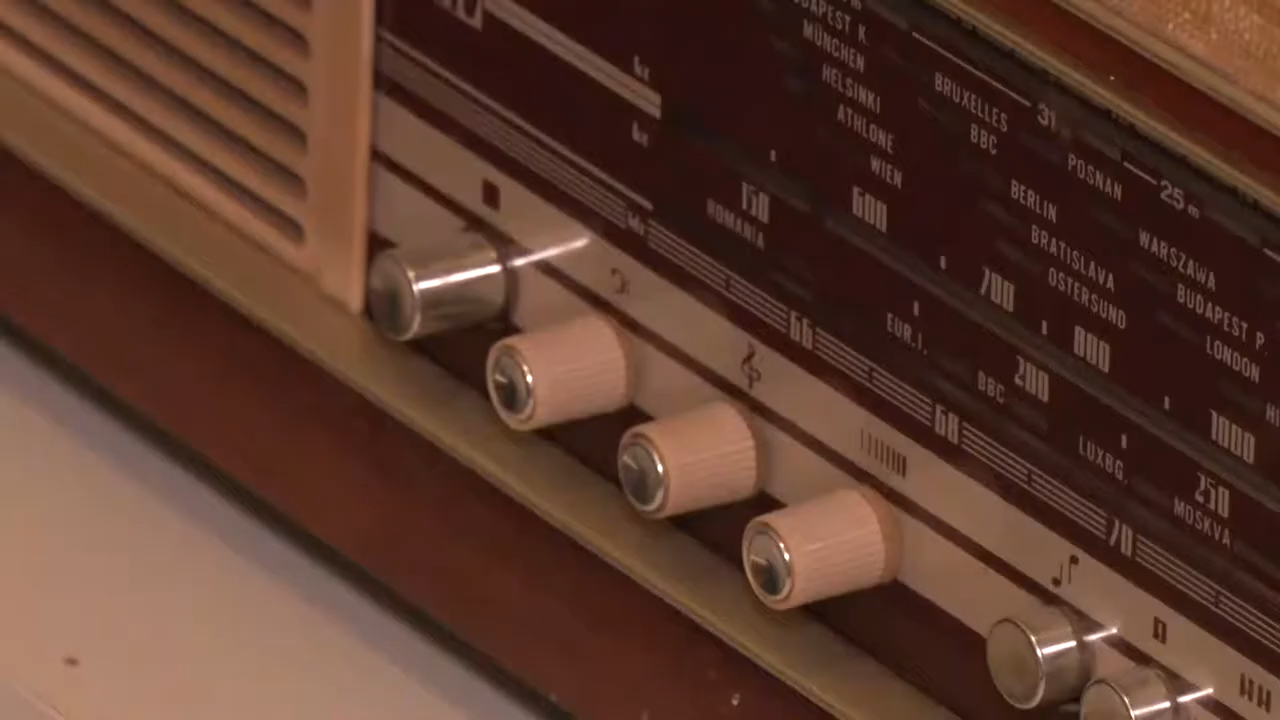 BUDAPEST K.
MÜNCHEN
HELSINKI
ATHLONE
WIEN
BRUXELLES
BBC
31
POSNAN
25 m
BERLIN
BRATISLAVA
OSTERSUND
WARSZAWA
BUDAPEST P.
LONDON
150
ROMANIA
600
700
800
1000
EUR.I.
BBC
200
LUXBG.
250
MOSKVA
66
68
70